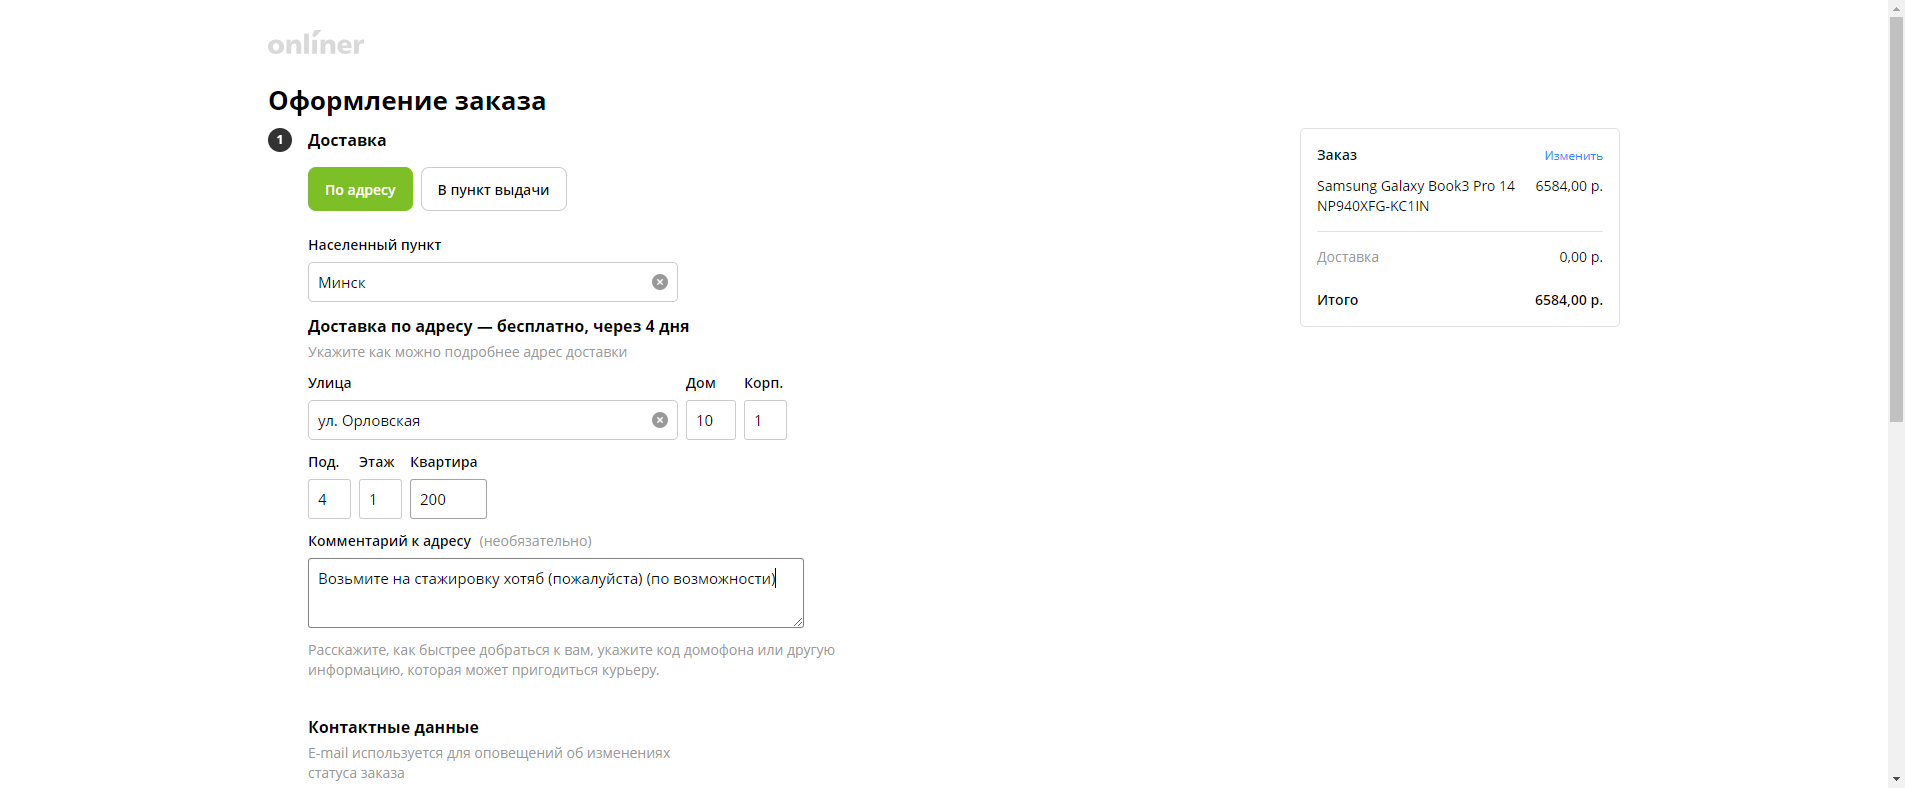 onlíner
Оформление заказа
1 Доставка
По адресу В пункт выдачи
Населенный пункт
Минск
Доставка по адресу — бесплатно, через 4 дня
Укажите как можно подробнее адрес доставки
Улица Дом Корп.
ул. Орловская 10 1
Под. Этаж Квартира
4 1 200
Комментарий к адресу (необязательно)
Возьмите на стажировку хотяб (пожалуйста) (по возможности)
Расскажите, как быстрее добраться к вам, укажите код домофона или другую
информацию, которая может пригодиться курьеру.
Контактные данные
E-mail используется для оповещений об изменениях
статуса заказа
Заказ Изменить
Samsung Galaxy Book3 Pro 14 6584,00 р.
NP940XFG-KC1IN
Доставка 0,00 р.
Итого 6584,00 р.